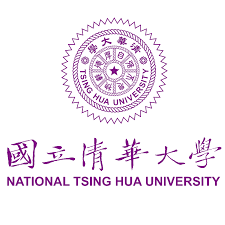 清華大學
TSING HUA UNIVERSITY
國立清華大學
NATIONAL TSING HUA UNIVERSITY